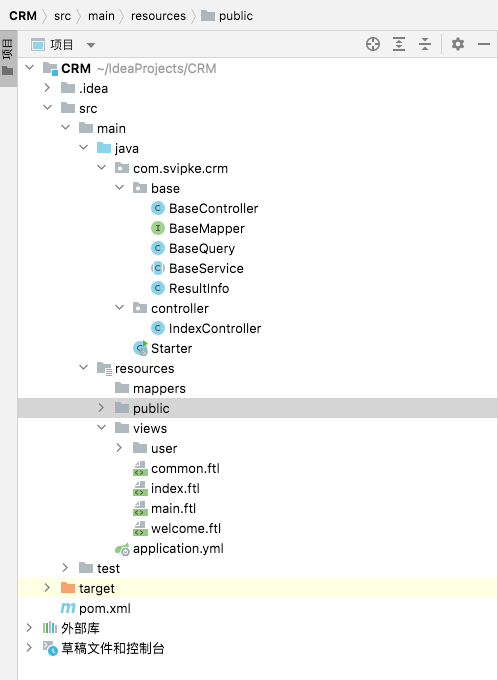 CRM src main resources public
项目
项目
CRM ~/IdeaProjects/CRM
.idea
src
main
java
com.svipke.crm
base
C BaseController
I BaseMapper
C BaseQuery
C BaseService
C ResultInfo
controller
C IndexController
C Starter
resources
mappers
public
views
user
common.ftl
index.ftl
main.ftl
welcome.ftl
application.yml
test
target
m pom.xml
外部库
草稿文件和控制台